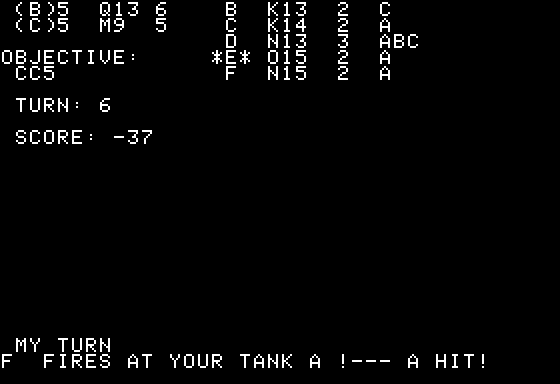 (B)5  Q13 6    B  K13  2  C
(C)5  M9  5    C  K14  2  A
D  N13  3  ABC
OBJECTIVE:     *E* O15  2  A
CC5            F  N15  2  A
TURN: 6
SCORE: -37
MY TURN
F  FIRES AT YOUR TANK A !--- A HIT!